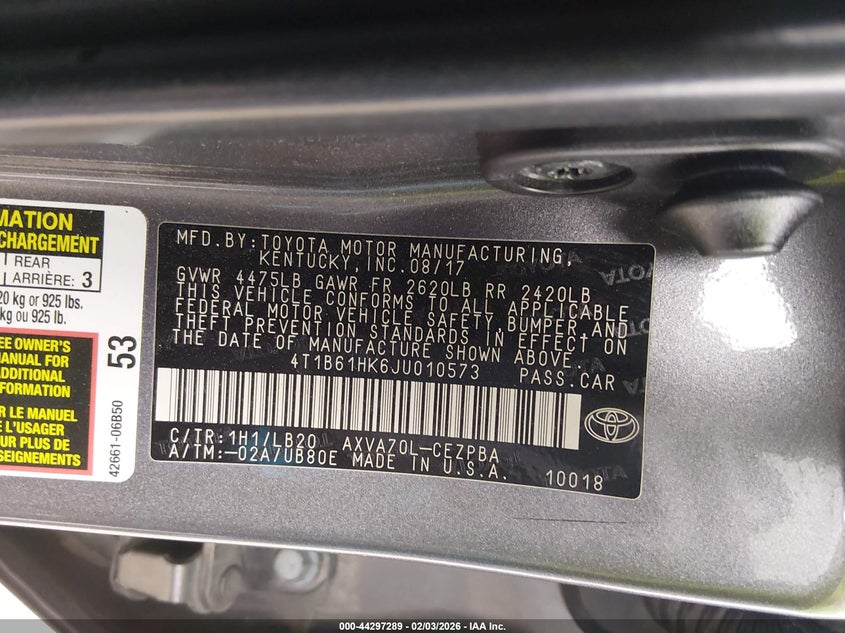 MATION
CHARGEMENT
REAR
ARRIÈRE: 3
20 kg or 925 lbs.
kg ou 925 lb.
EE OWNER'S
MANUAL FOR
ADDITIONAL
INFORMATION
R LE MANUEL
E L'USAGER
UR PLUS DE
SEIGNEMENTS
53
42661-06B50
MFD.BY:TOYOTA MOTOR MANUFACTURING,
KENTUCKY,INC.08/17
GVWR 4475LB GAWR FR 2620LB RR 2420LB
THIS VEHICLE CONFORMS TO ALL APPLICABLE
FEDERAL MOTOR VEHICLE SAFETY,BUMPER,AND
THEFT PREVENTION STANDARDS IN EFFECT ON
THE DATE OF MANUFACTURE SHOWN ABOVE.
4T1B61HK6JU010573 PASS.CAR
C/TR:1H1/LB20 AXVA70L-CEZPBA
A/TM:-02A/UB80E MADE IN U.S.A. 10018
000-44297289 - 02/03/2026 - IAA Inc.